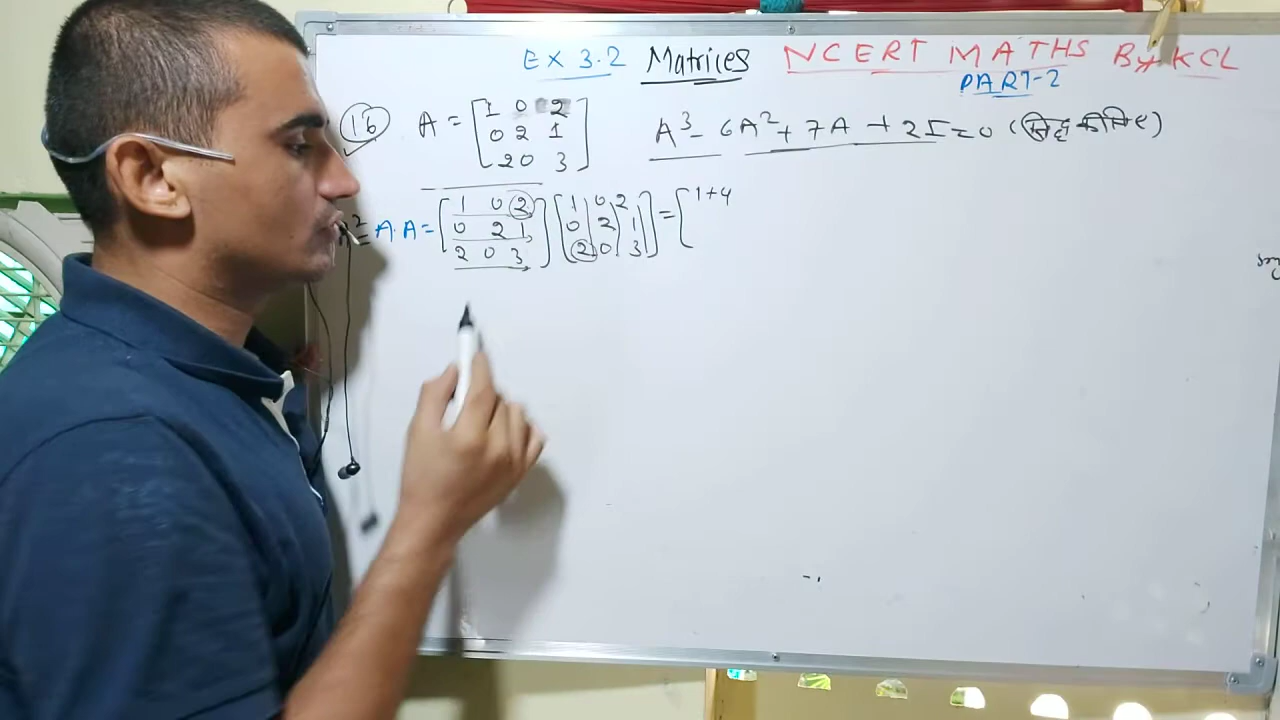 EX 3.2 Matrices NCERT MATHS By KCL
PART-2
16 A = [1 0 2
0 2 1
2 0 3]
A³ - 6A² + 7A + 2I = 0 (सिद्ध कीजिए)
A² = A·A = [1 0 2 [1 0 2 = [1+4
0 2 1 0 2 1
2 0 3] 2 0 3]